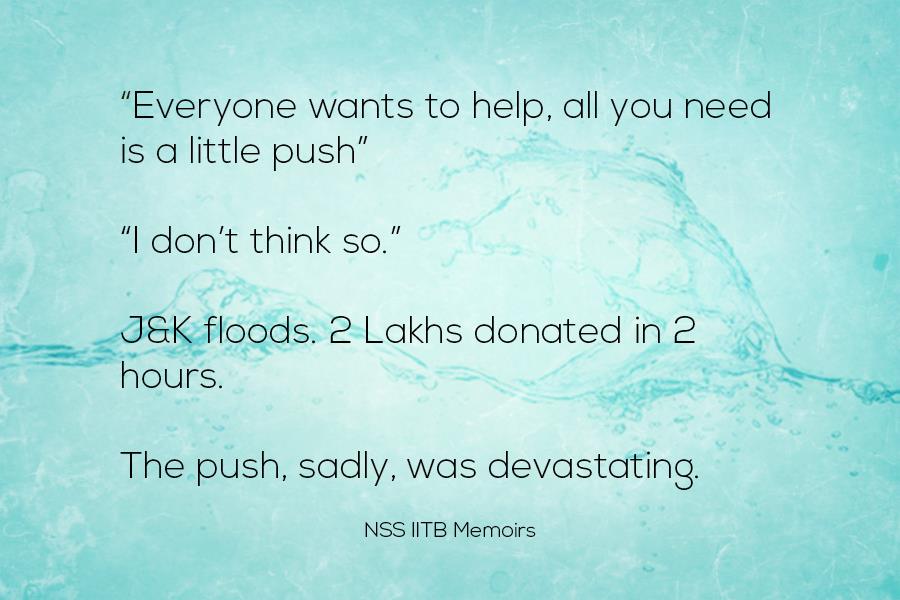 “Everyone wants to help, all you need
is a little push”
“I don’t think so.”
J&K floods. 2 Lakhs donated in 2
hours.
The push, sadly, was devastating.
NSS IITB Memoirs